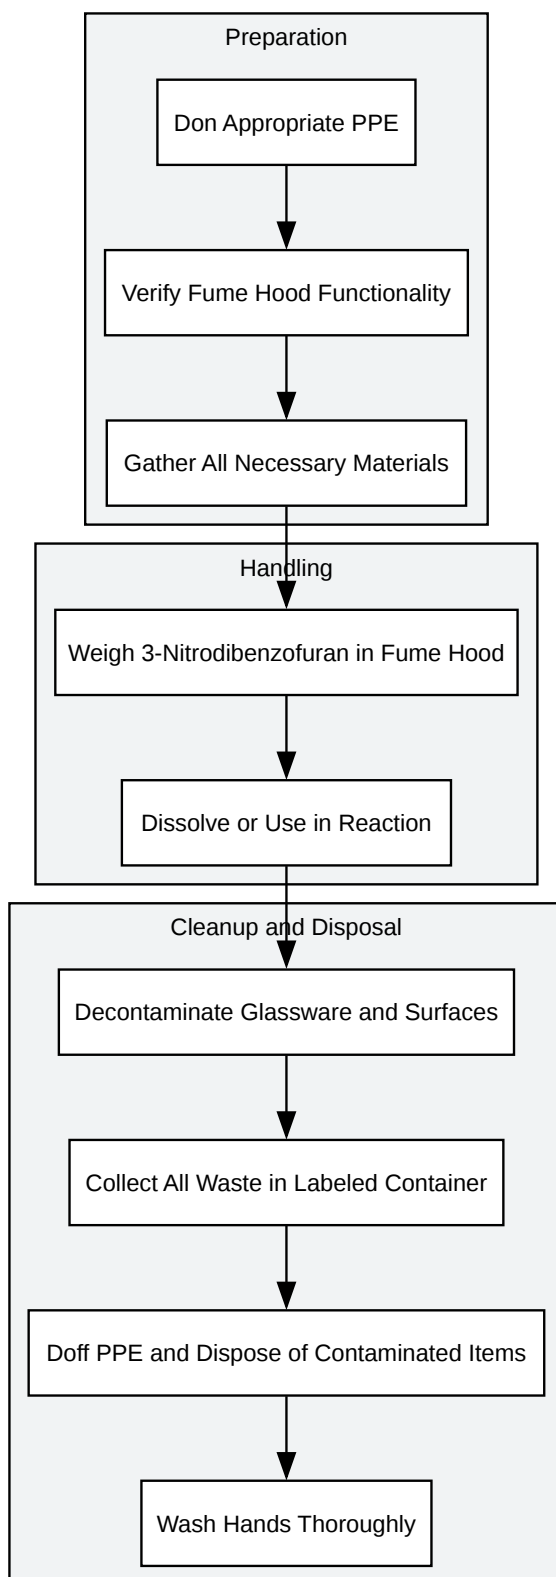 Preparation
Don Appropriate PPE
Verify Fume Hood Functionality
Gather All Necessary Materials
Handling
Weigh 3-Nitrodibenzofuran in Fume Hood
Dissolve or Use in Reaction
Cleanup and Disposal
Decontaminate Glassware and Surfaces
Collect All Waste in Labeled Container
Doff PPE and Dispose of Contaminated Items
Wash Hands Thoroughly